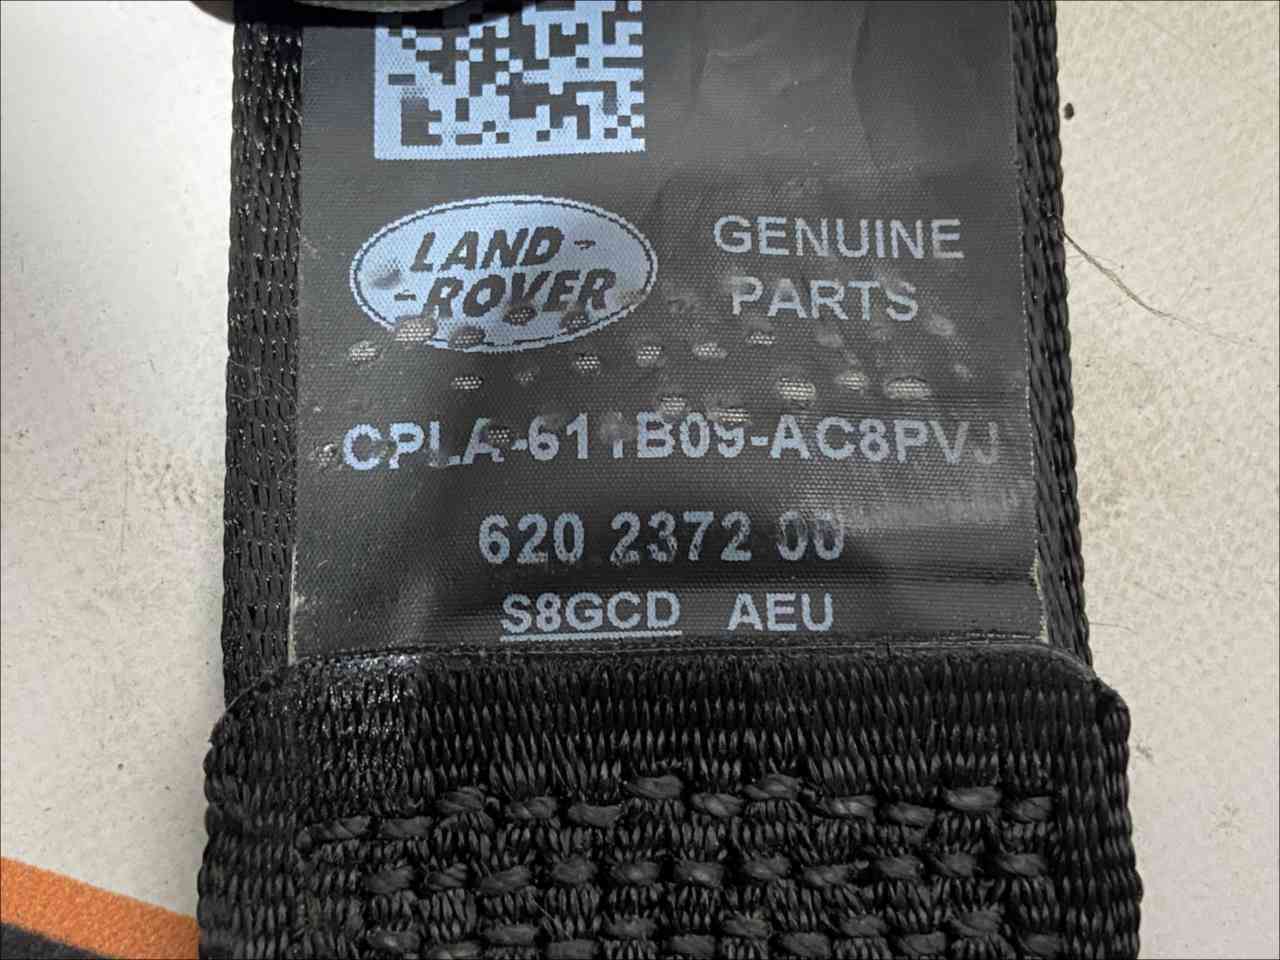 LAND-
-ROVER
GENUINE
PARTS
CPLA-611B09-AC8PVJ
620 2372 00
S8GCD AEU